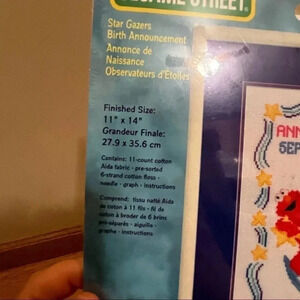 SESAME STREET
Star Gazers
Birth Announcement
Annonce de
Naissance
Observateurs d'Étoiles
Finished Size:
11" x 14"
Grandeur Finale:
27.9 x 35.6 cm
Contains: 11-count cotton
Aida fabric - pre-sorted
6-strand cotton floss -
needle - graph - instructions
Comprend: tissu natté Aida
de coton à 11 fils - fil de
coton à broder de 6 brins
pré-séparés - aiguille -
graphe - instructions
ANN
SEP